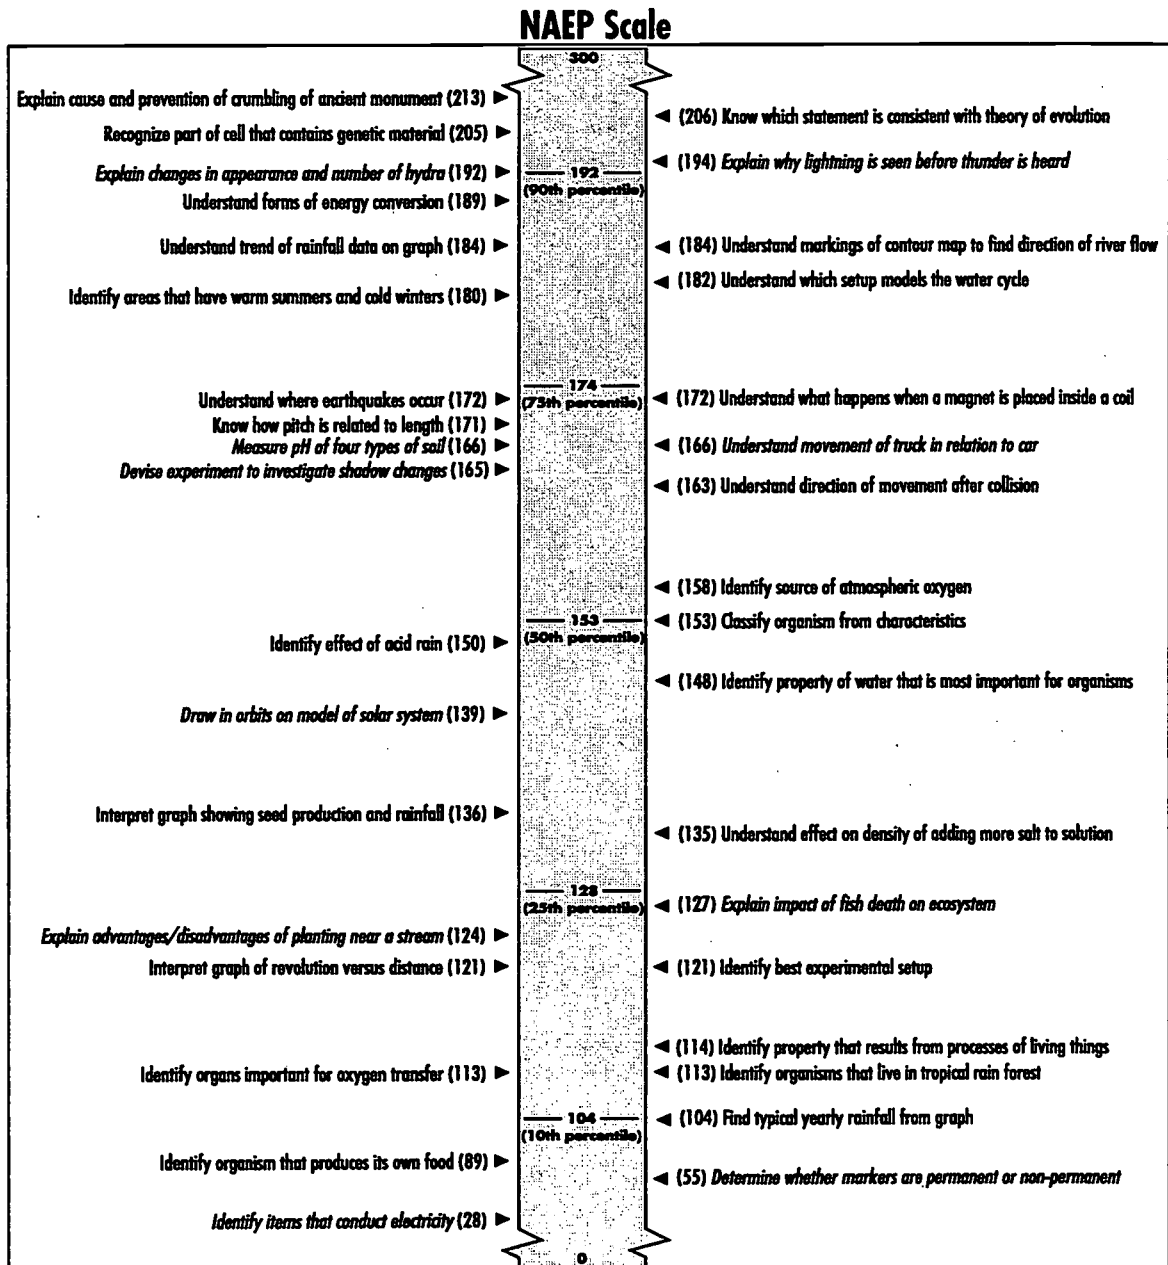 NAEP Scale
300
Explain cause and prevention of crumbling of ancient monument (213) ►
◄ (206) Know which statement is consistent with theory of evolution
Recognize part of cell that contains genetic material (205) ►
◄ (194) Explain why lightning is seen before thunder is heard
Explain changes in appearance and number of hydra (192) ►
192
(90th percentile)
Understand forms of energy conversion (189) ►
Understand trend of rainfall data on graph (184) ►
◄ (184) Understand markings of contour map to find direction of river flow
◄ (182) Understand which setup models the water cycle
Identify areas that have warm summers and cold winters (180) ►
174
(75th percentile)
Understand where earthquakes occur (172) ►
◄ (172) Understand what happens when a magnet is placed inside a coil
Know how pitch is related to length (171) ►
Measure pH of four types of soil (166) ►
◄ (166) Understand movement of truck in relation to car
Devise experiment to investigate shadow changes (165) ►
◄ (163) Understand direction of movement after collision
◄ (158) Identify source of atmospheric oxygen
153
(50th percentile)
◄ (153) Classify organism from characteristics
Identify effect of acid rain (150) ►
◄ (148) Identify property of water that is most important for organisms
Draw in orbits on model of solar system (139) ►
Interpret graph showing seed production and rainfall (136) ►
◄ (135) Understand effect on density of adding more salt to solution
128
(25th percentile)
◄ (127) Explain impact of fish death on ecosystem
Explain advantages/disadvantages of planting near a stream (124) ►
Interpret graph of revolution versus distance (121) ►
◄ (121) Identify best experimental setup
◄ (114) Identify property that results from processes of living things
Identify organs important for oxygen transfer (113) ►
◄ (113) Identify organisms that live in tropical rain forest
104
(10th percentile)
◄ (104) Find typical yearly rainfall from graph
Identify organism that produces its own food (89) ►
◄ (55) Determine whether markers are permanent or non-permanent
Identify items that conduct electricity (28) ►
0